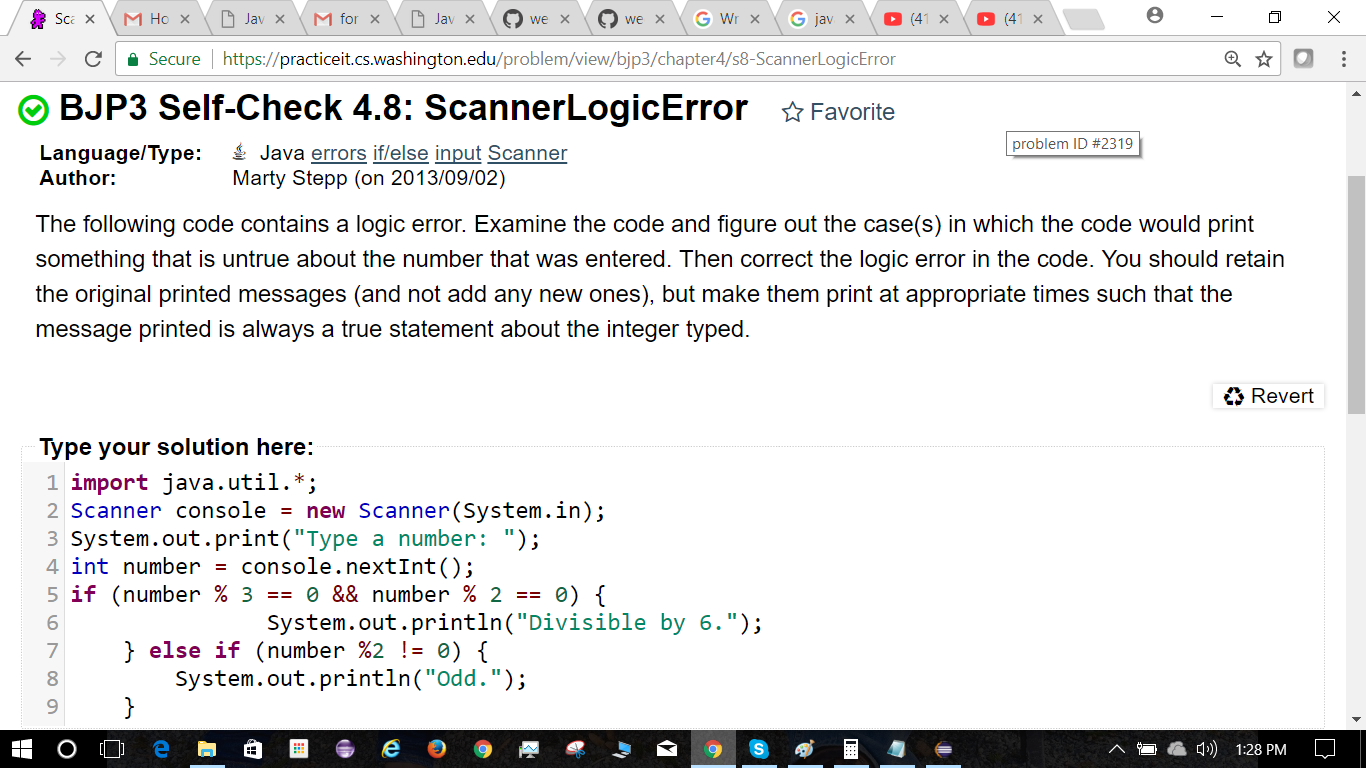 Sca
Ho
Jav
for
Jav
we
we
Wr
jav
(41
(41
Secure
https://practiceit.cs.washington.edu/problem/view/bjp3/chapter4/s8-ScannerLogicError
BJP3 Self-Check 4.8: ScannerLogicError
Favorite
problem ID #2319
Language/Type: Java errors if/else input Scanner
Author: Marty Stepp (on 2013/09/02)
The following code contains a logic error. Examine the code and figure out the case(s) in which the code would print
something that is untrue about the number that was entered. Then correct the logic error in the code. You should retain
the original printed messages (and not add any new ones), but make them print at appropriate times such that the
message printed is always a true statement about the integer typed.
Revert
Type your solution here:
1 import java.util.*;
2 Scanner console = new Scanner(System.in);
3 System.out.print("Type a number: ");
4 int number = console.nextInt();
5 if (number % 3 == 0 && number % 2 == 0) {
6 System.out.println("Divisible by 6.");
7 } else if (number %2 != 0) {
8 System.out.println("Odd.");
9 }
1:28 PM